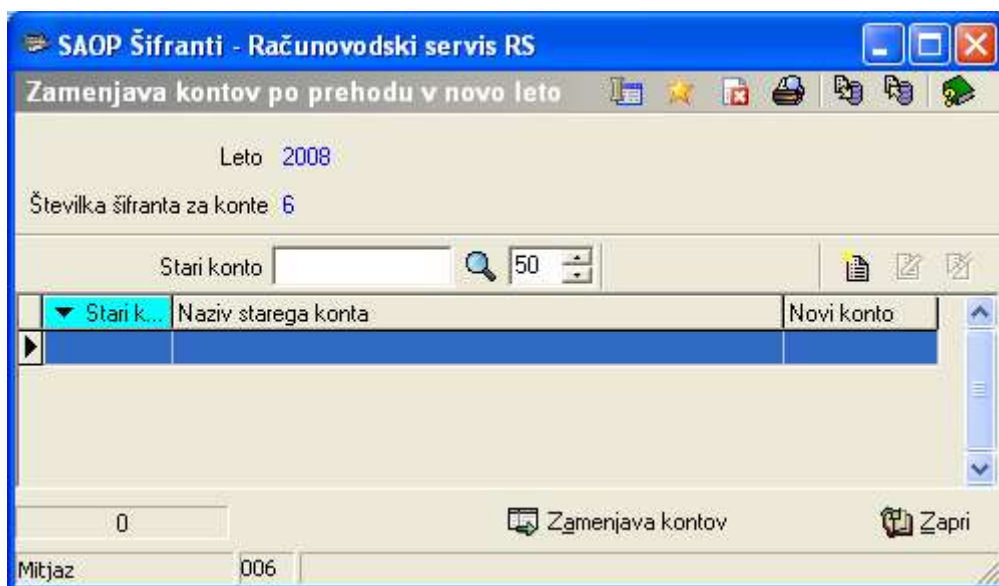 SAOP Šifranti - Računovodski servis RS
Zamenjava kontov po prehodu v novo leto
Leto 2008
Številka šifranta za konte 6
Stari konto 50
Stari k... Naziv starega konta Novi konto
0 Zamenjava kontov Zapri
Mitjaz 006